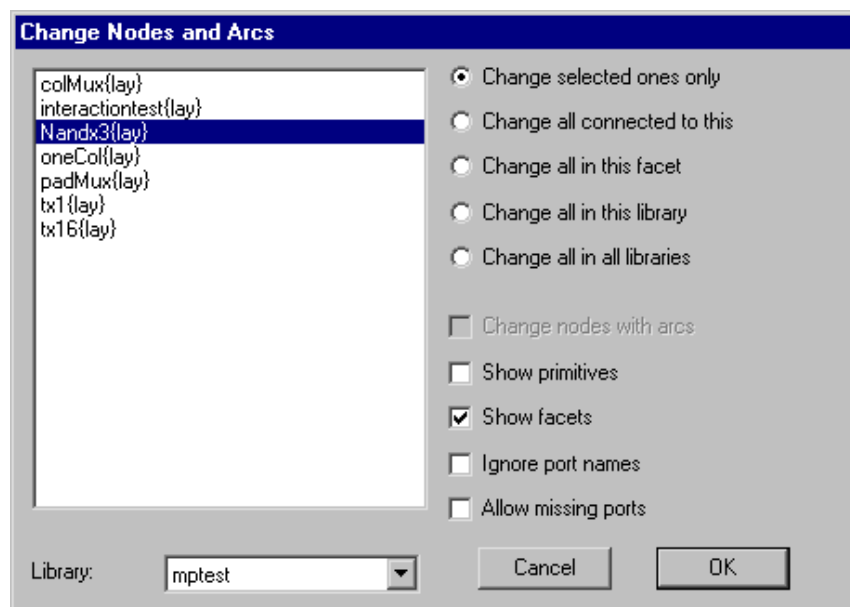 Change Nodes and Arcs
colMux{lay}
interactiontest{lay}
Nandx3{lay}
oneCol{lay}
padMux{lay}
tx1{lay}
tx16{lay}
Change selected ones only
Change all connected to this
Change all in this facet
Change all in this library
Change all in all libraries
Change nodes with arcs
Show primitives
Show facets
Ignore port names
Allow missing ports
Library: mptest
Cancel OK